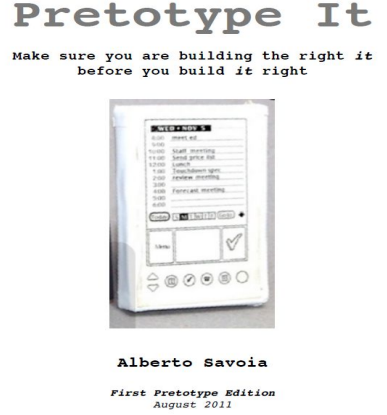 Pretotype It
Make sure you are building the right it
before you build it right
WED • NOV 5
8:00 meet ed
9:00
10:00 Staff meeting
11:00 Send price list
12:00 Lunch
1:00 Touchdown spec
2:00 review meeting
3:00
4:00 Forecast meeting
5:00
6:00
Menu
Alberto Savoia
First Pretotype Edition
August 2011